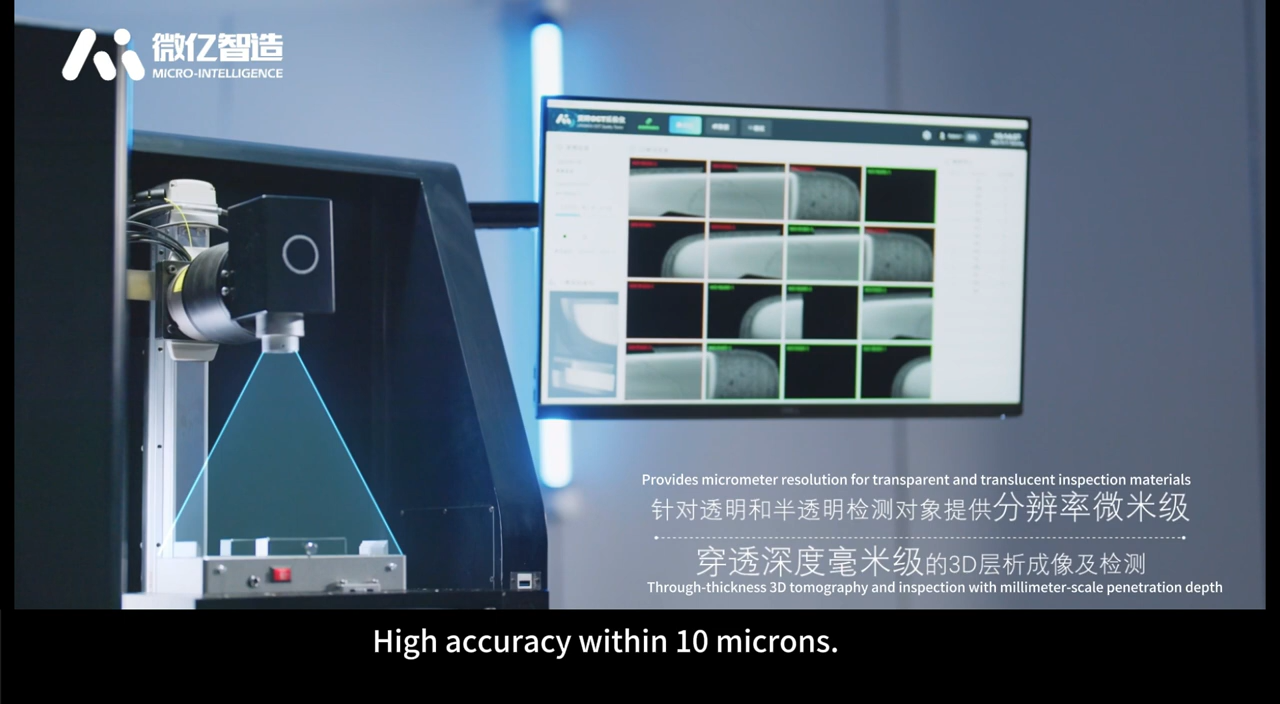 微亿智造
MICRO-INTELLIGENCE
Provides micrometer resolution for transparent and translucent inspection materials
针对透明和半透明检测对象提供分辨率微米级
穿透深度毫米级的3D层析成像及检测
Through-thickness 3D tomography and inspection with millimeter-scale penetration depth
High accuracy within 10 microns.